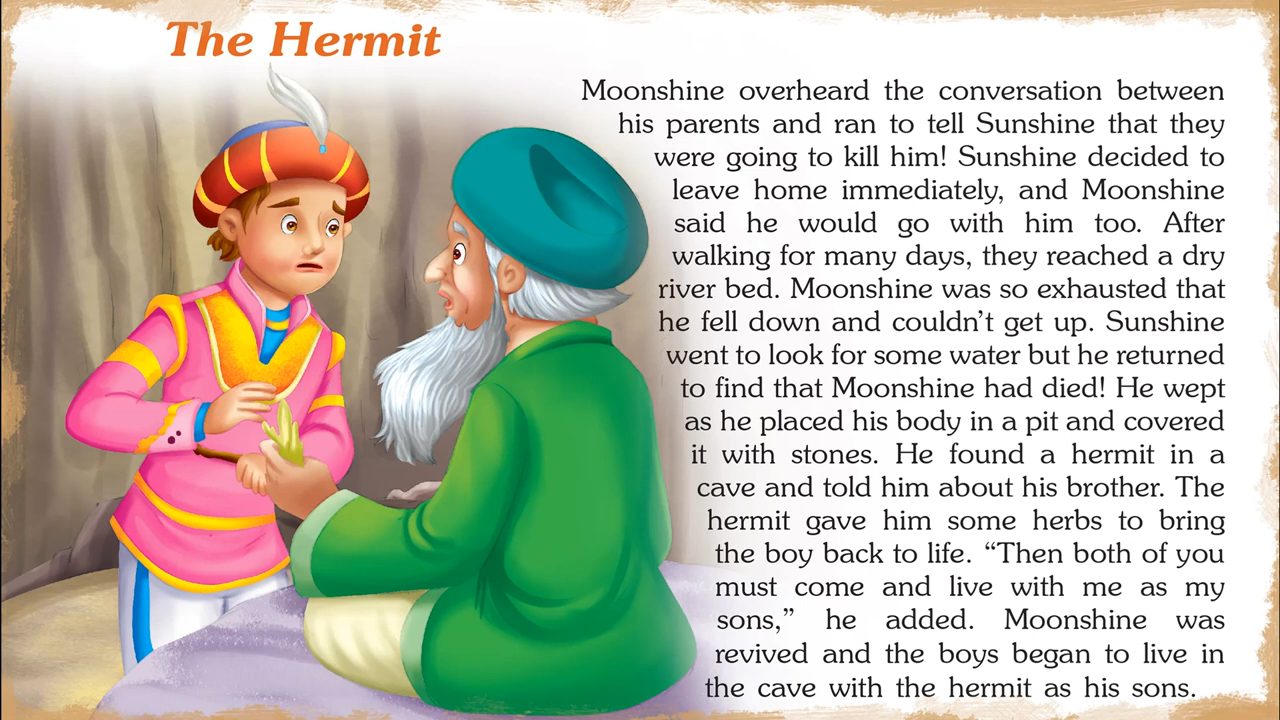 The Hermit
Moonshine overheard the conversation between
his parents and ran to tell Sunshine that they
were going to kill him! Sunshine decided to
leave home immediately, and Moonshine
said he would go with him too. After
walking for many days, they reached a dry
river bed. Moonshine was so exhausted that
he fell down and couldn’t get up. Sunshine
went to look for some water but he returned
to find that Moonshine had died! He wept
as he placed his body in a pit and covered
it with stones. He found a hermit in a
cave and told him about his brother. The
hermit gave him some herbs to bring
the boy back to life. “Then both of you
must come and live with me as my
sons,” he added. Moonshine was
revived and the boys began to live in
the cave with the hermit as his sons.